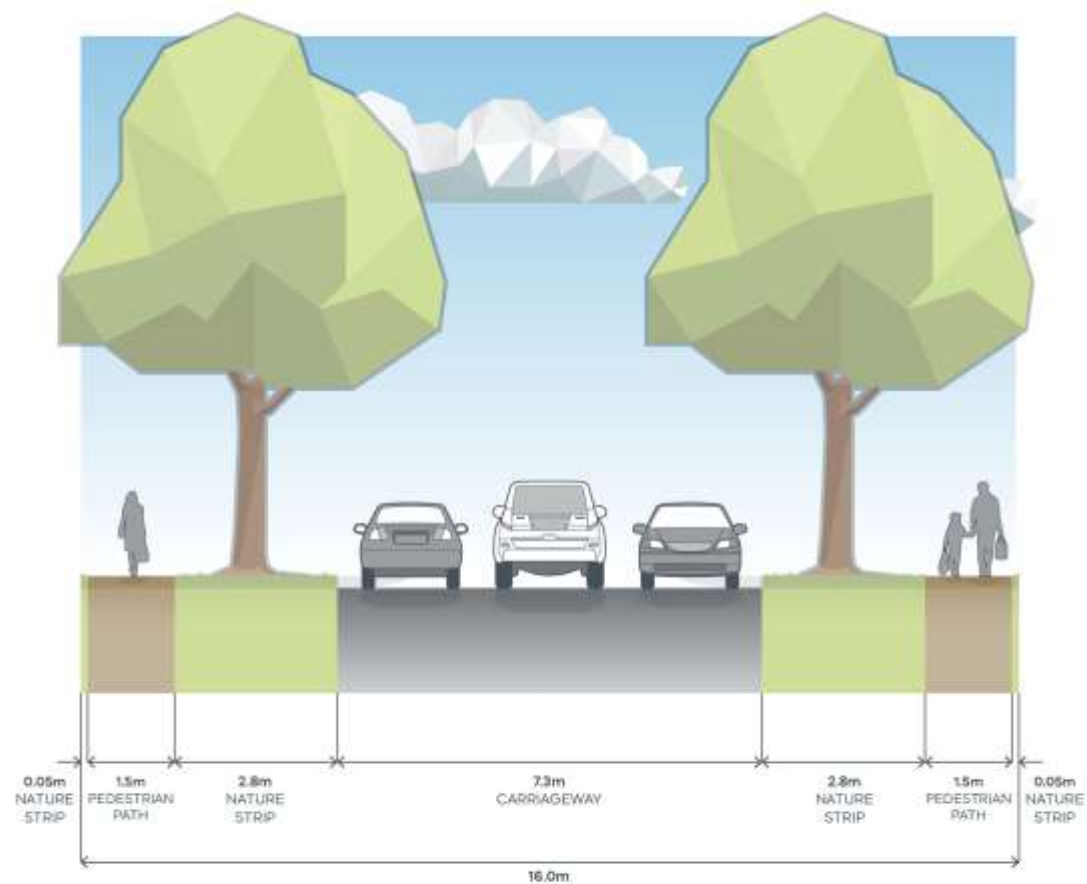 0.05m
NATURE
STRIP
1.5m
PEDESTRIAN
PATH
2.8m
NATURE
STRIP
7.3m
CARRIAGEWAY
2.8m
NATURE
STRIP
1.5m
PEDESTRIAN
PATH
0.05m
NATURE
STRIP
16.0m